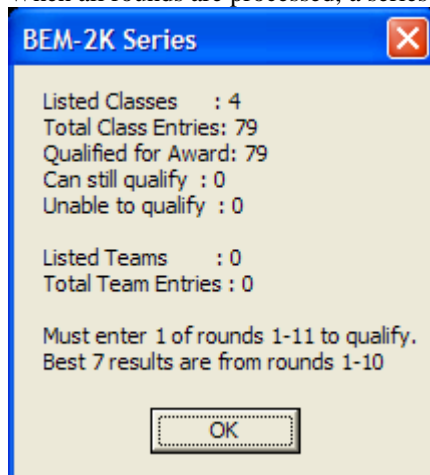 When all rounds are processed, a series
BEM-2K Series
Listed Classes : 4
Total Class Entries: 79
Qualified for Award: 79
Can still qualify : 0
Unable to qualify : 0
Listed Teams : 0
Total Team Entries : 0
Must enter 1 of rounds 1-11 to qualify.
Best 7 results are from rounds 1-10
OK